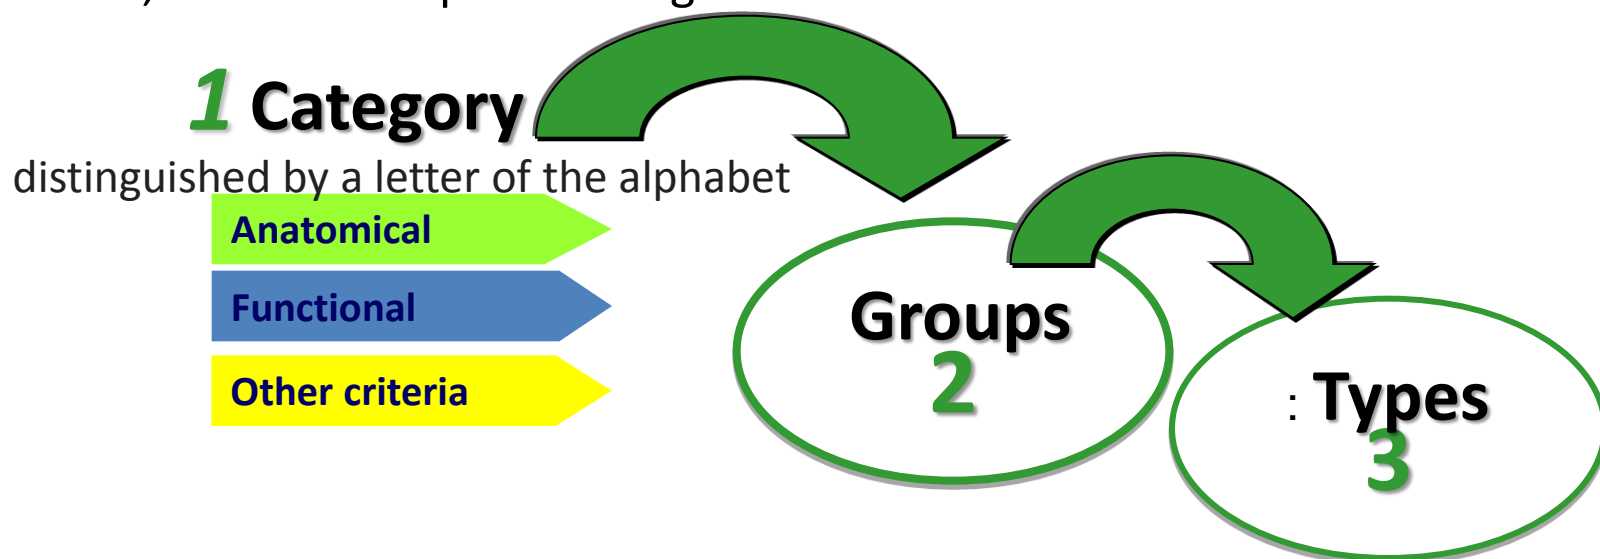 1 Category
distinguished by a letter of the alphabet
Anatomical
Functional
Other criteria
Groups
2
: Types
3